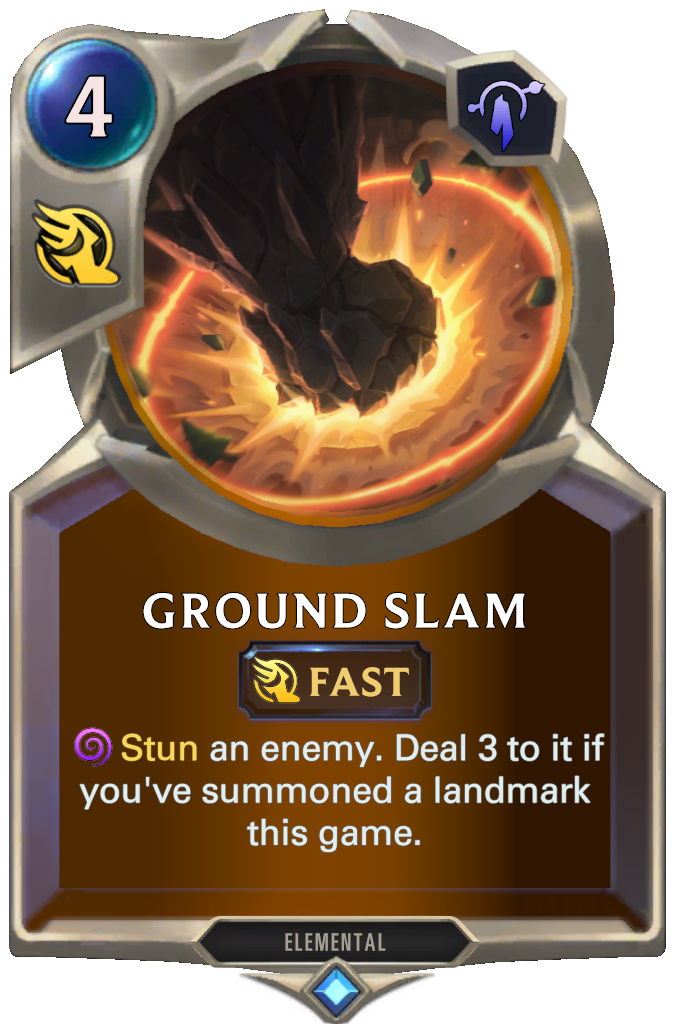 4
GROUND SLAM
FAST
Stun an enemy. Deal 3 to it if
you've summoned a landmark
this game.
ELEMENTAL